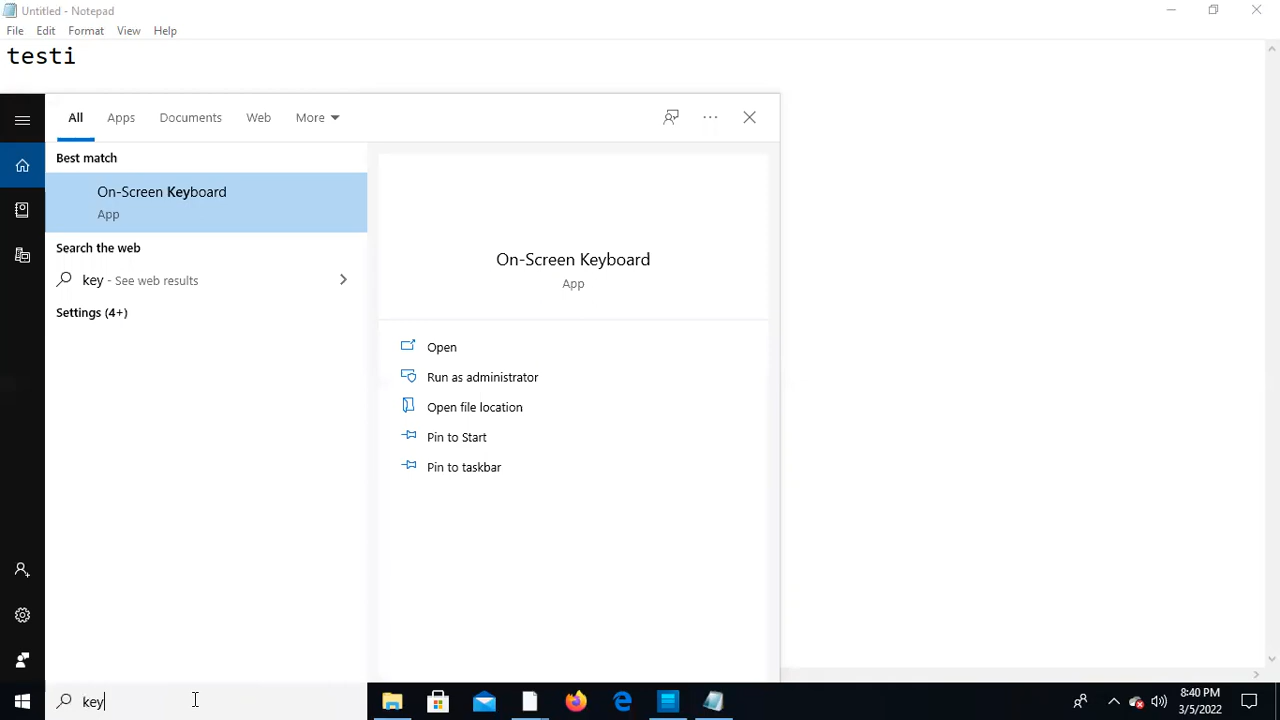 Untitled - Notepad
File Edit Format View Help
testi
All Apps Documents Web More
Best match
On-Screen Keyboard
App
Search the web
key - See web results
Settings (4+)
On-Screen Keyboard
App
Open
Run as administrator
Open file location
Pin to Start
Pin to taskbar
key
8:40 PM
3/5/2022